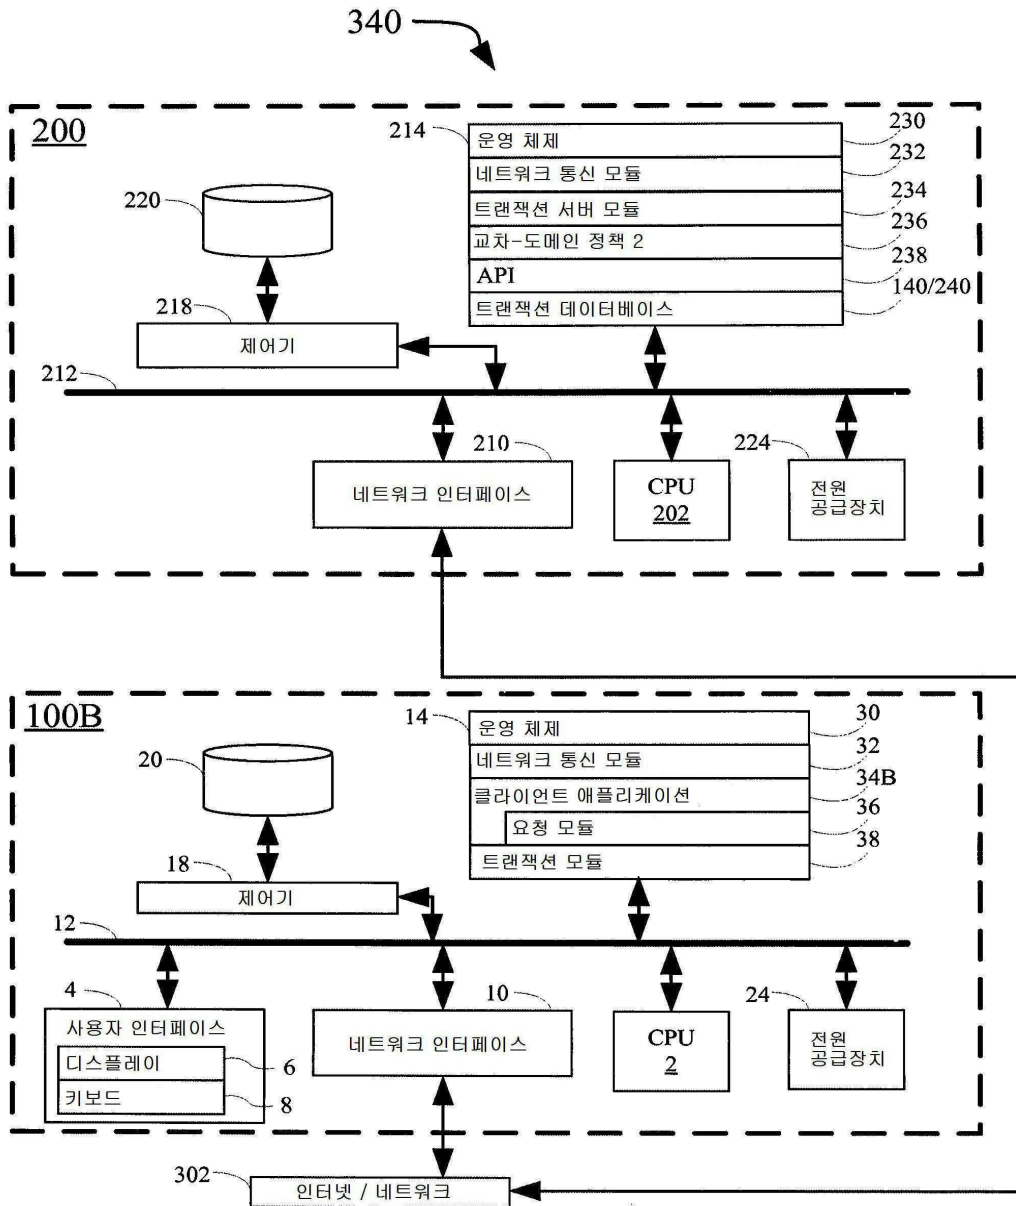 340
200
214
운영 체제
230
네트워크 통신 모듈
232
트랜잭션 서버 모듈
234
교차-도메인 정책 2
236
API
238
트랜잭션 데이터베이스
140/240
220
218
제어기
212
210
네트워크 인터페이스
CPU
202
224
전원
공급장치
100B
14
운영 체제
30
네트워크 통신 모듈
32
클라이언트 애플리케이션
34B
요청 모듈
36
트랜잭션 모듈
38
20
18
제어기
12
4
사용자 인터페이스
디스플레이
6
키보드
8
10
네트워크 인터페이스
CPU
2
24
전원
공급장치
302
인터넷 / 네트워크